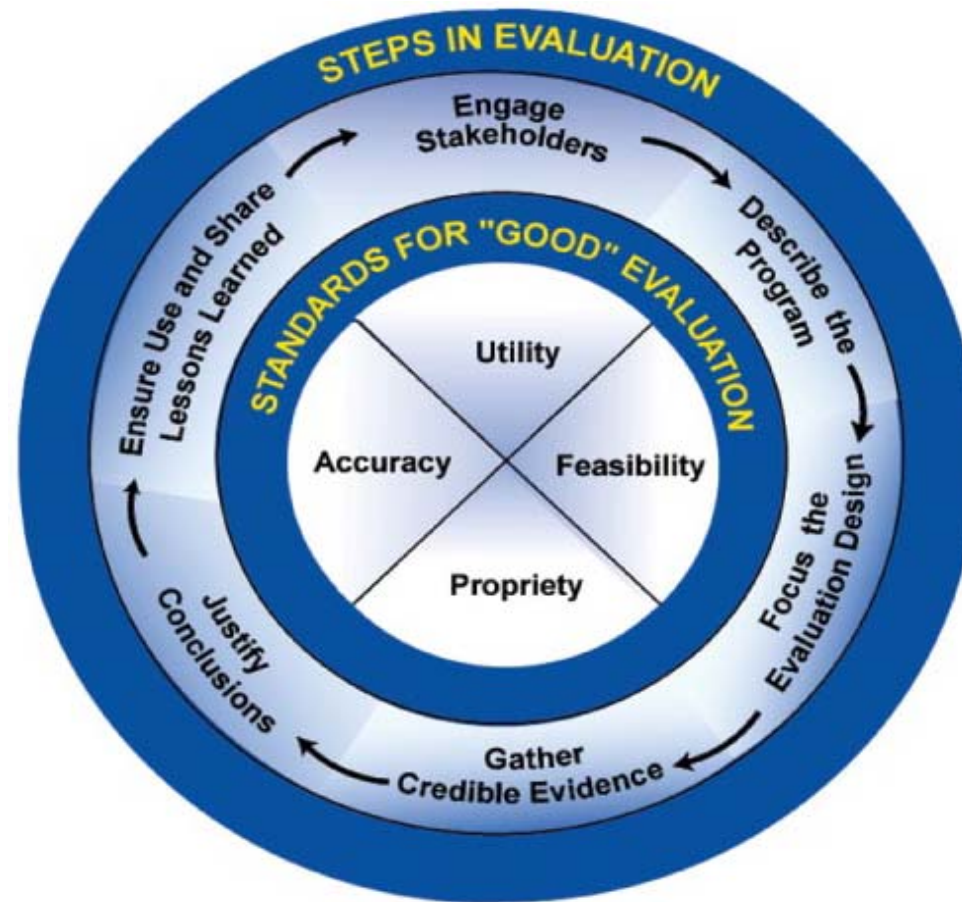 STEPS IN EVALUATION
Engage
Stakeholders
Describe the
Program
Focus the
Evaluation Design
Gather
Credible Evidence
Justify
Conclusions
Ensure Use and Share
Lessons Learned
STANDARDS FOR "GOOD" EVALUATION
Utility
Feasibility
Propriety
Accuracy